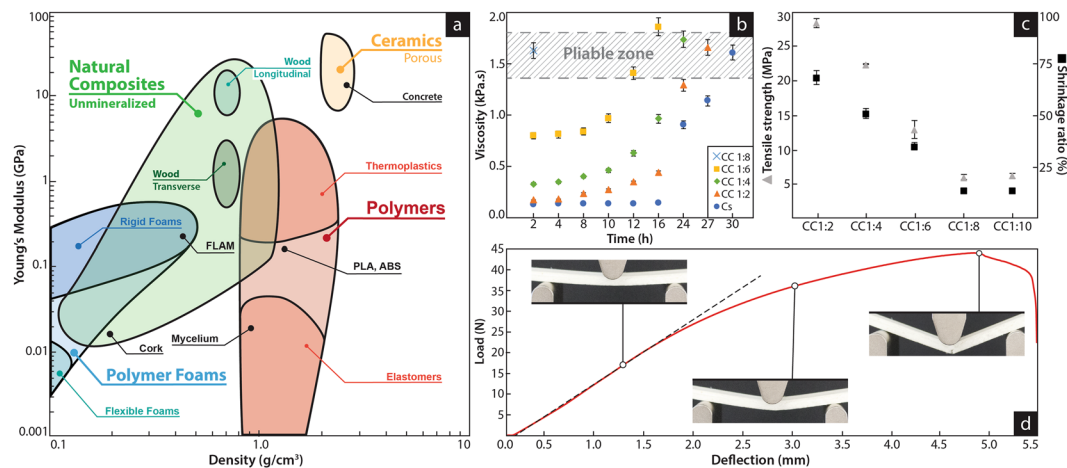 a
100
10
1
0.1
0.01
0.001
Young's Modulus (GPa)
0.1
1.0
10
Density (g/cm³)
Natural
Composites
Unmineralized
Wood
Longitudinal
Ceramics
Porous
Concrete
Wood
Transverse
Thermoplastics
Polymers
Rigid Foams
FLAM
PLA, ABS
Cork
Mycelium
Polymer Foams
Elastomers
Flexible Foams
b
Viscosity (kPa.s)
1.5
1.0
0.5
0.0
Pliable zone
CC 1:8
CC 1:6
CC 1:4
CC 1:2
Cs
2 4 8 10 12 16 24 27 30
Time (h)
c
Tensile strength (MPa)
30
25
20
15
10
5
100
75
50
25
Shrinkage ratio (%)
CC1:2 CC1:4 CC1:6 CC1:8 CC1:10
d
Load (N)
45
40
35
30
25
20
15
10
5
0
0.0 0.5 1.0 1.5 2.0 2.5 3.0 3.5 4.0 4.5 5.0 5.5
Deflection (mm)